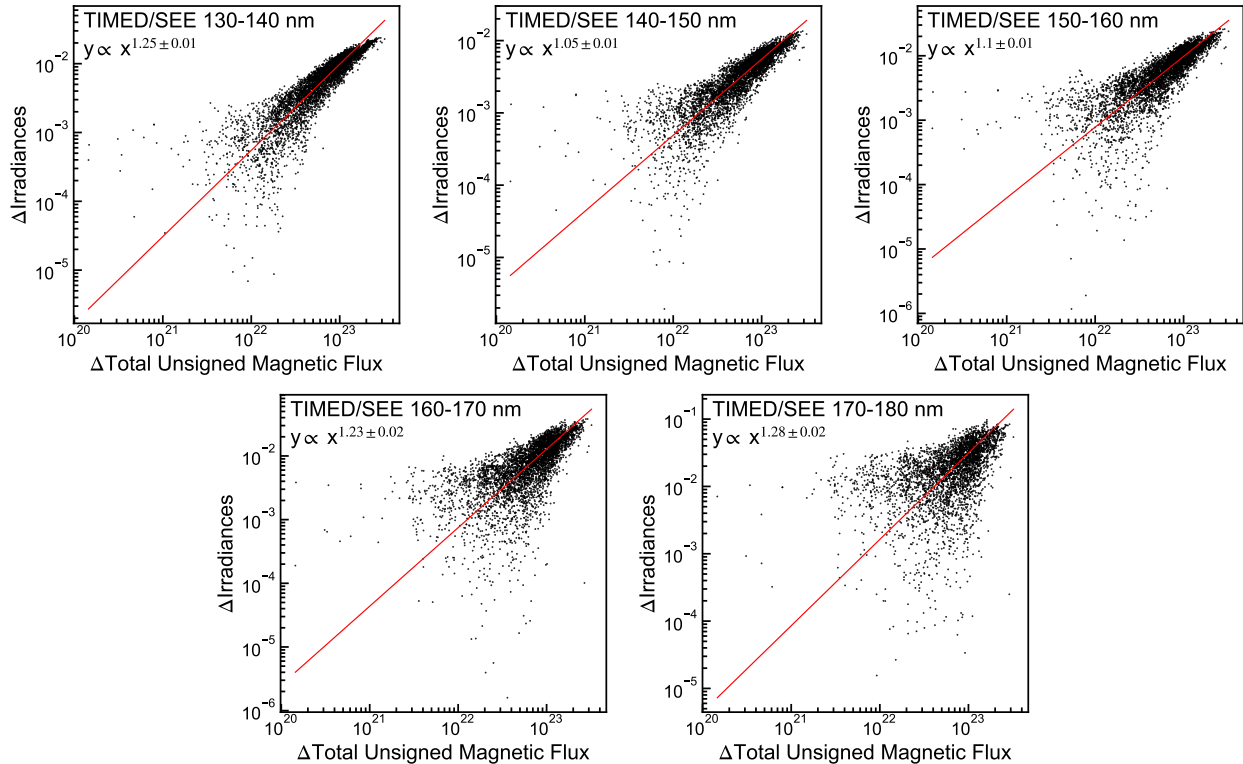 TIMED/SEE 130-140 nm
y ∝ x^1.25±0.01
10^−2
10^−3
10^−4
10^−5
ΔIrradiances
10^20 10^21 10^22 10^23
ΔTotal Unsigned Magnetic Flux
TIMED/SEE 140-150 nm
y ∝ x^1.05±0.01
10^−2
10^−3
10^−4
10^−5
ΔIrradiances
10^20 10^21 10^22 10^23
ΔTotal Unsigned Magnetic Flux
TIMED/SEE 150-160 nm
y ∝ x^1.1±0.01
10^−2
10^−3
10^−4
10^−5
10^−6
ΔIrradiances
10^20 10^21 10^22 10^23
ΔTotal Unsigned Magnetic Flux
TIMED/SEE 160-170 nm
y ∝ x^1.23±0.02
10^−2
10^−3
10^−4
10^−5
10^−6
ΔIrradiances
10^20 10^21 10^22 10^23
ΔTotal Unsigned Magnetic Flux
TIMED/SEE 170-180 nm
y ∝ x^1.28±0.02
10^−1
10^−2
10^−3
10^−4
10^−5
ΔIrradiances
10^20 10^21 10^22 10^23
ΔTotal Unsigned Magnetic Flux